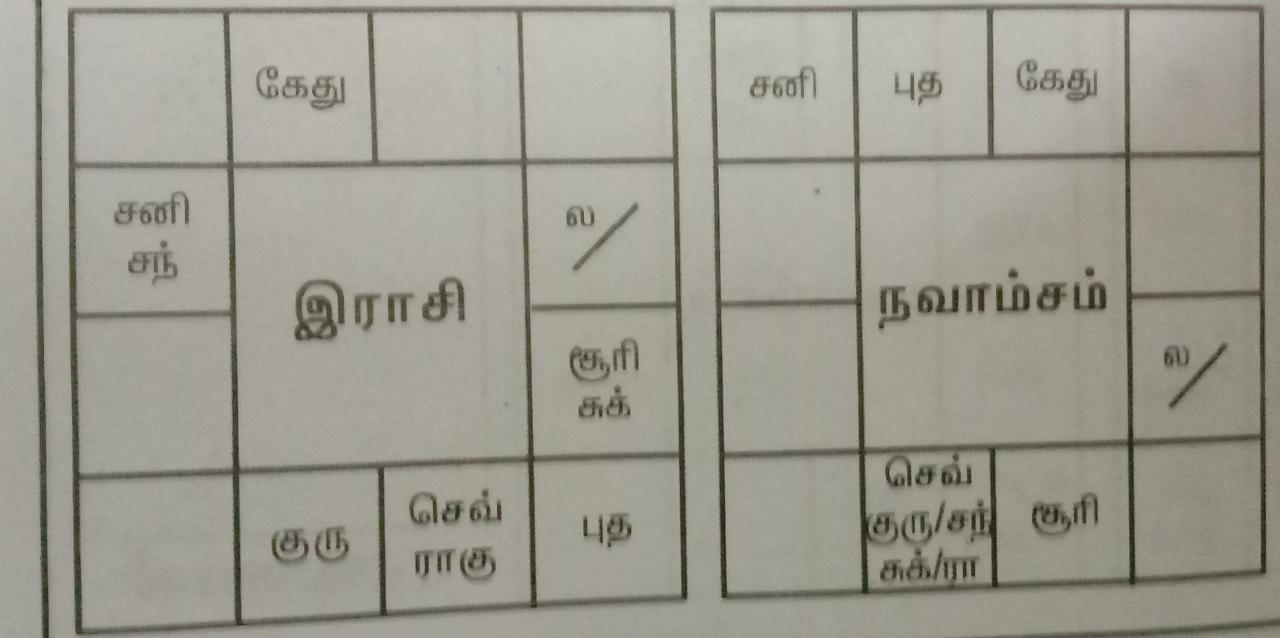 கேது
சனி
சந்
ல/
இராசி
சூரி
சுக்
குரு
செவ்
ராகு
புத
சனி
புத
கேது
நவாம்சம்
ல/
செவ்
குரு/சந்
சுக்/ரா
சூரி